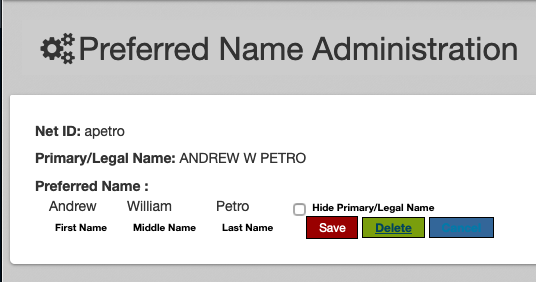 Preferred Name Administration
Net ID: apetro
Primary/Legal Name: ANDREW W PETRO
Preferred Name :
Andrew William Petro Hide Primary/Legal Name
First Name Middle Name Last Name Save Delete